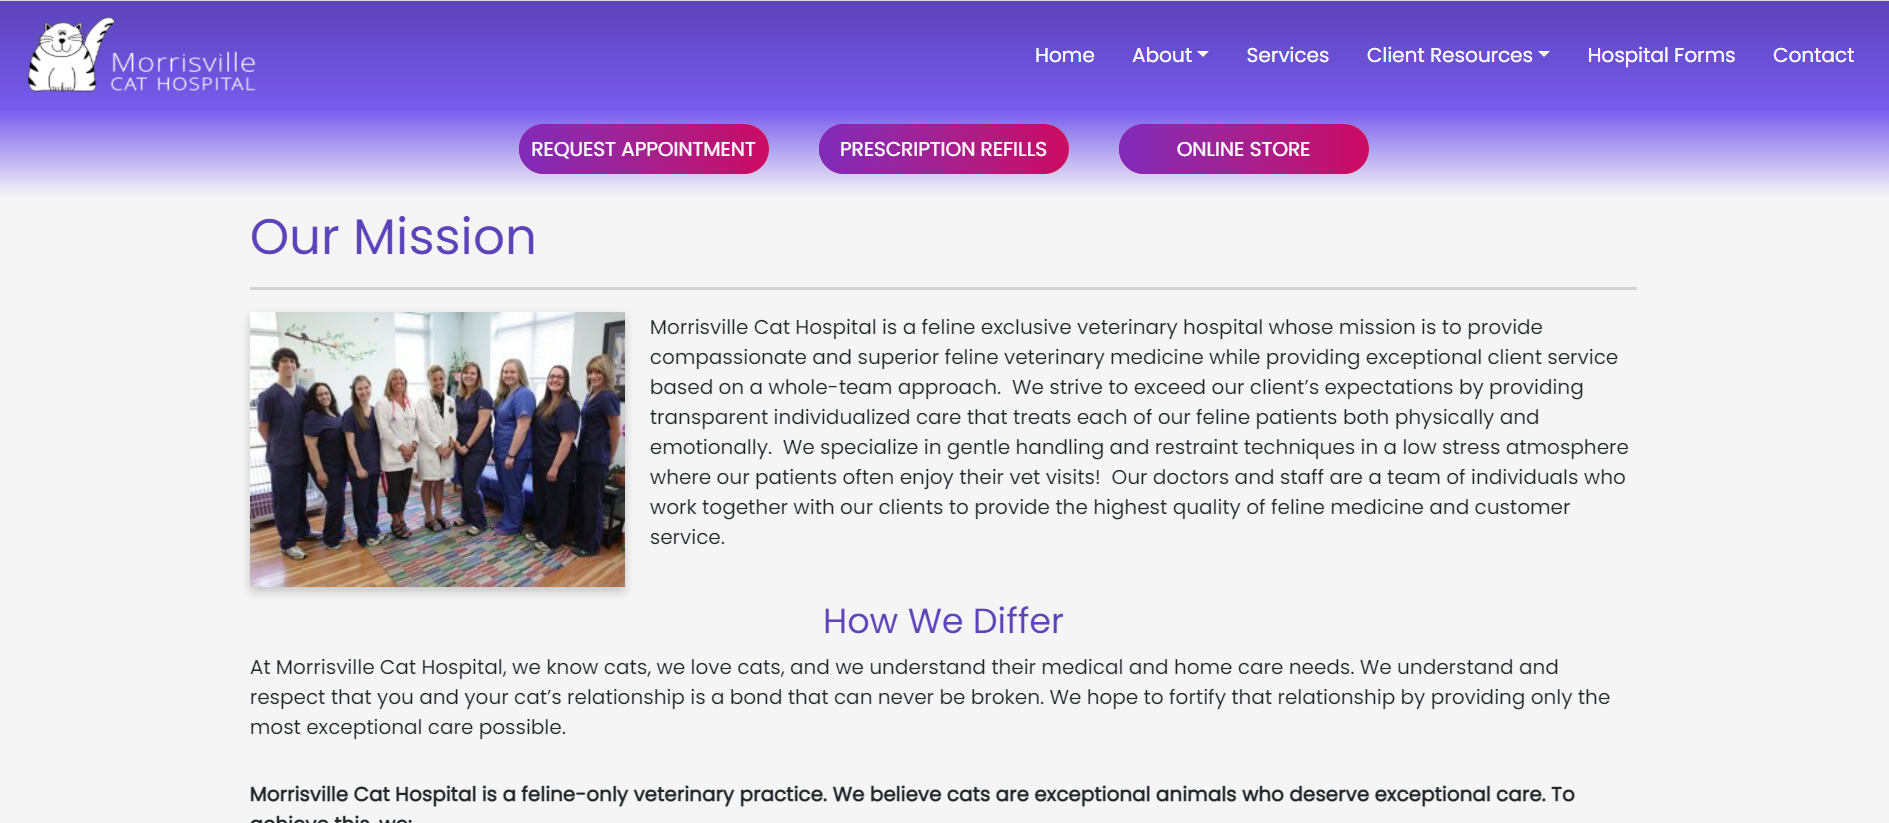 Morrisville
CAT HOSPITAL
Home About Services Client Resources Hospital Forms Contact
REQUEST APPOINTMENT PRESCRIPTION REFILLS ONLINE STORE
Our Mission
Morrisville Cat Hospital is a feline exclusive veterinary hospital whose mission is to provide
compassionate and superior feline veterinary medicine while providing exceptional client service
based on a whole-team approach.  We strive to exceed our client’s expectations by providing
transparent individualized care that treats each of our feline patients both physically and
emotionally.  We specialize in gentle handling and restraint techniques in a low stress atmosphere
where our patients often enjoy their vet visits!  Our doctors and staff are a team of individuals who
work together with our clients to provide the highest quality of feline medicine and customer
service.
How We Differ
At Morrisville Cat Hospital, we know cats, we love cats, and we understand their medical and home care needs. We understand and
respect that you and your cat’s relationship is a bond that can never be broken. We hope to fortify that relationship by providing only the
most exceptional care possible.
Morrisville Cat Hospital is a feline-only veterinary practice. We believe cats are exceptional animals who deserve exceptional care. To
achieve this, we: